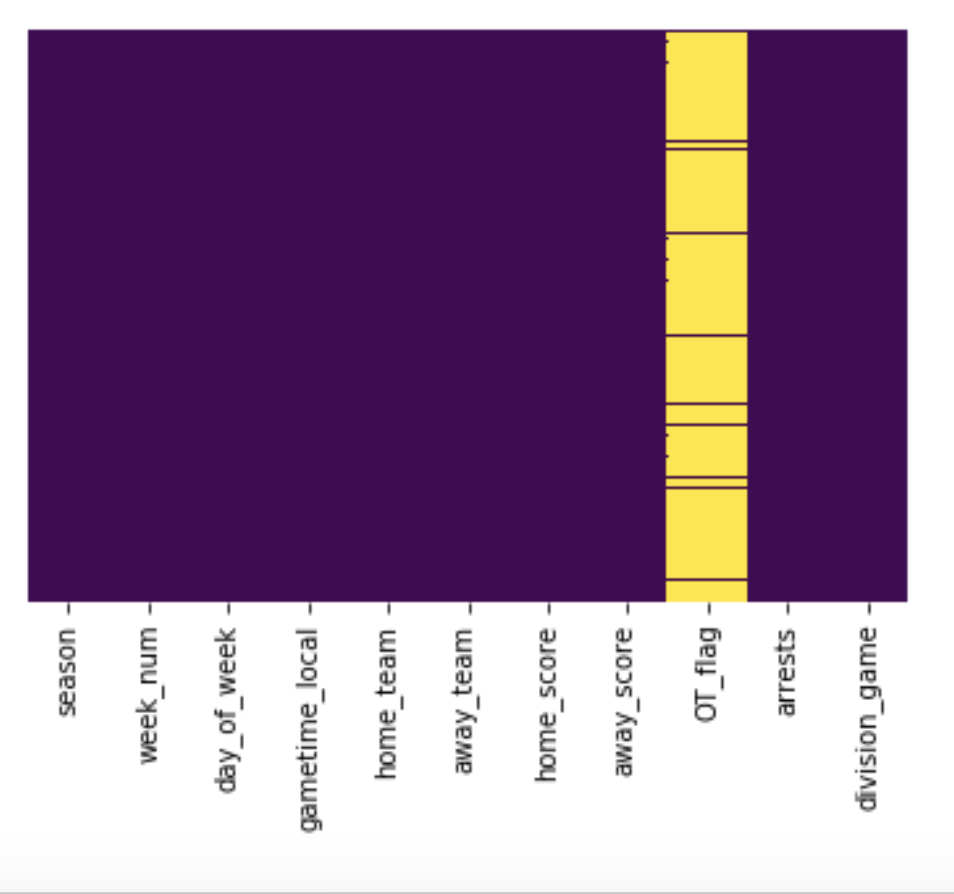 season
week_num
day_of_week
gametime_local
home_team
away_team
home_score
away_score
OT_flag
arrests
division_game